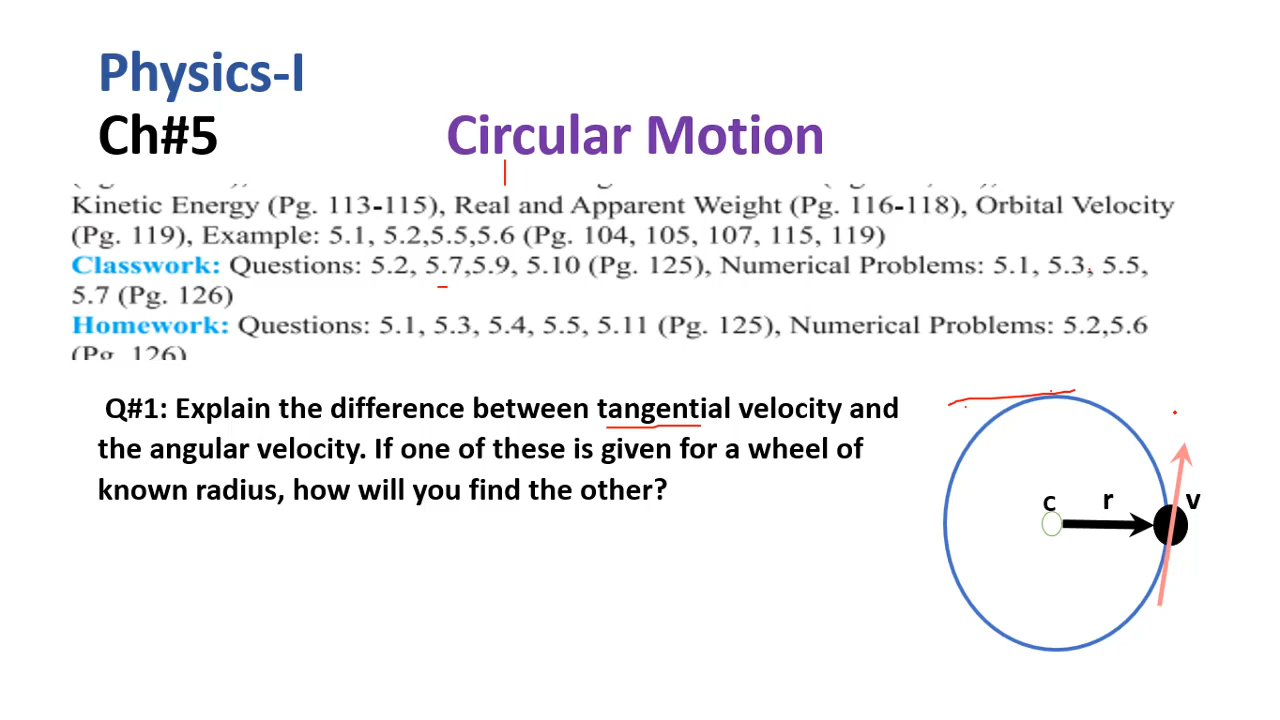 Physics-I
Ch#5 Circular Motion
Kinetic Energy (Pg. 113-115), Real and Apparent Weight (Pg. 116-118), Orbital Velocity
(Pg. 119), Example: 5.1, 5.2,5.5,5.6 (Pg. 104, 105, 107, 115, 119)
Classwork: Questions: 5.2, 5.7,5.9, 5.10 (Pg. 125), Numerical Problems: 5.1, 5.3, 5.5,
5.7 (Pg. 126)
Homework: Questions: 5.1, 5.3, 5.4, 5.5, 5.11 (Pg. 125), Numerical Problems: 5.2,5.6
(Pg. 126)
Q#1: Explain the difference between tangential velocity and
the angular velocity. If one of these is given for a wheel of
known radius, how will you find the other?
c r v